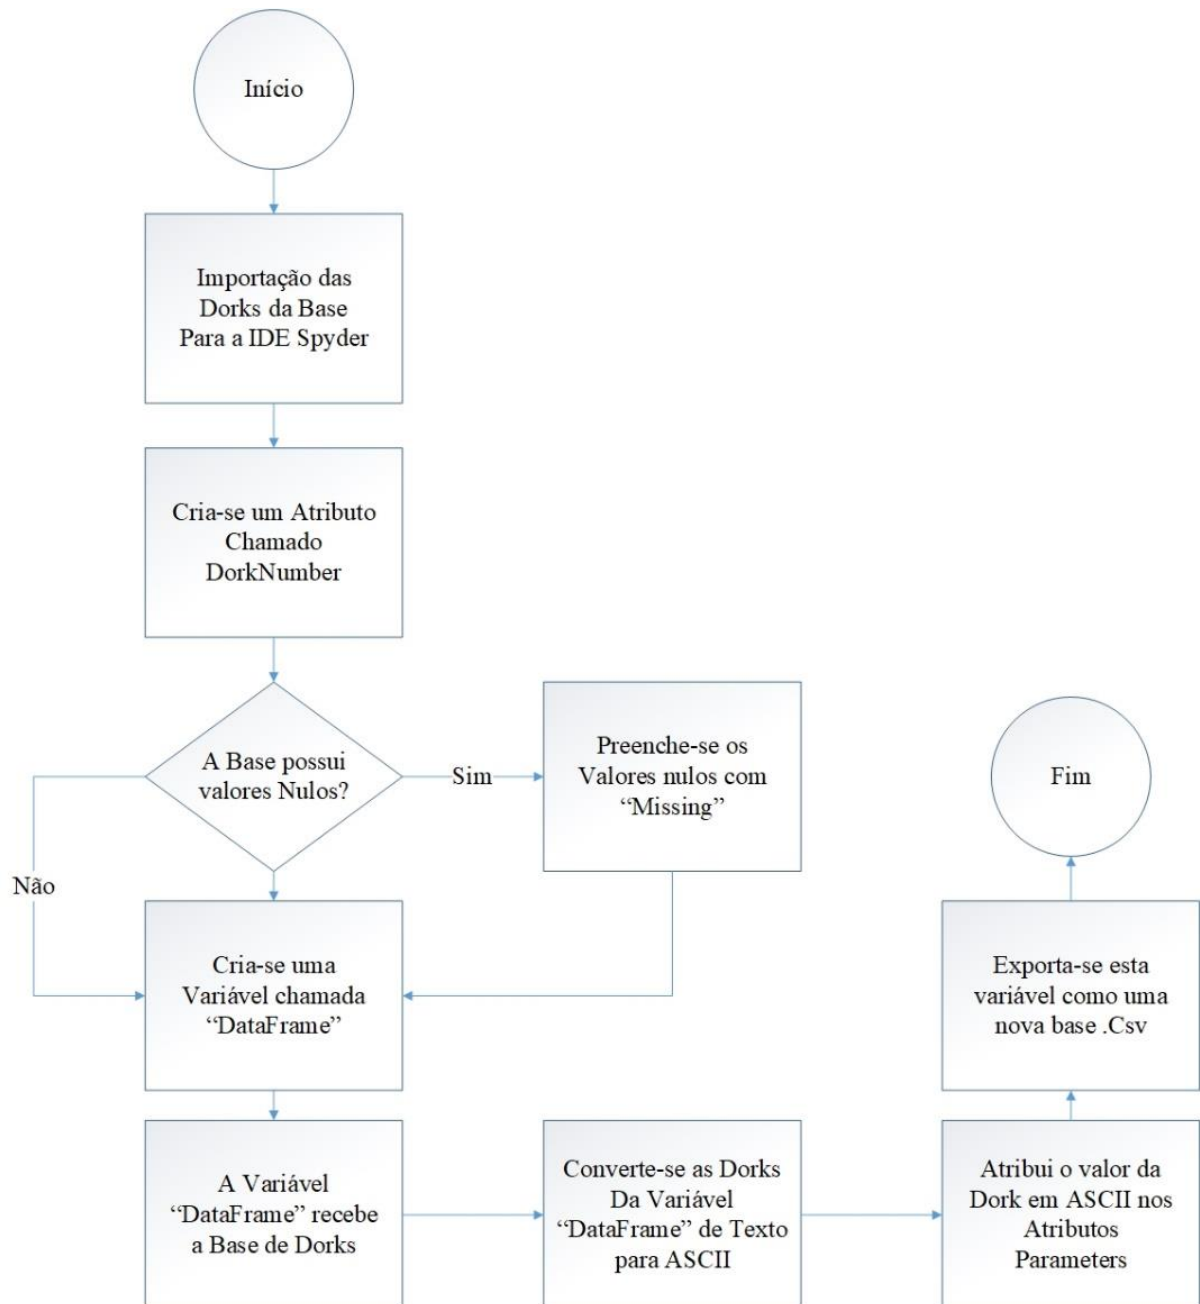 Início
Importação das
Dorks da Base
Para a IDE Spyder
Cria-se um Atributo
Chamado
DorkNumber
A Base possui
valores Nulos?
Sim
Preenche-se os
Valores nulos com
“Missing”
Não
Cria-se uma
Variável chamada
“DataFrame”
A Variável
“DataFrame” recebe
a Base de Dorks
Converte-se as Dorks
Da Variável
“DataFrame” de Texto
para ASCII
Atribui o valor da
Dork em ASCII nos
Atributos
Parameters
Exporta-se esta
variável como uma
nova base .Csv
Fim